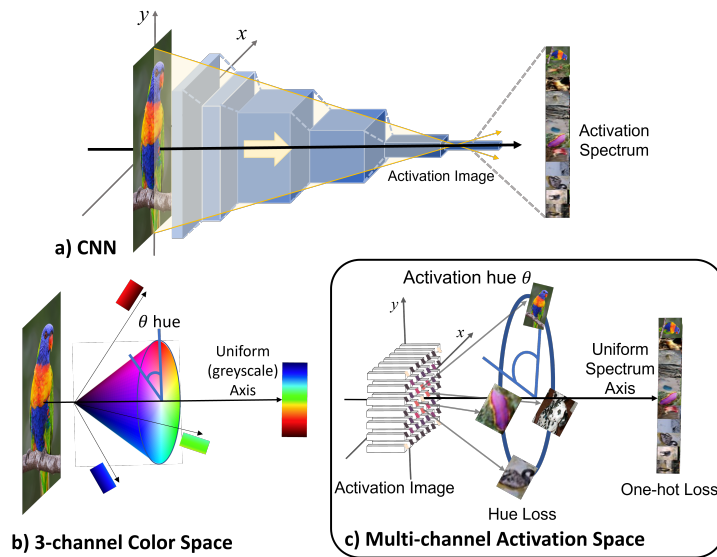 y
x
Activation
Spectrum
Activation Image
a) CNN
θ hue
Uniform
(greyscale)
Axis
b) 3-channel Color Space
Activation hue θ
y
x
Uniform
Spectrum
Axis
Activation Image
One-hot Loss
Hue Loss
c) Multi-channel Activation Space